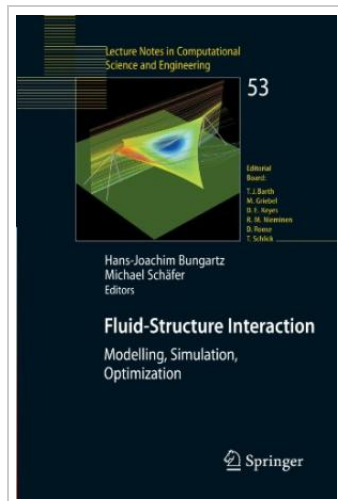 Lecture Notes in Computational
Science and Engineering
53
Editorial
Board:
T. J. Barth
M. Griebel
D. E. Keyes
R. M. Nieminen
D. Roose
T. Schlick
Hans-Joachim Bungartz
Michael Schäfer
Editors
Fluid-Structure Interaction
Modelling, Simulation,
Optimization
Springer